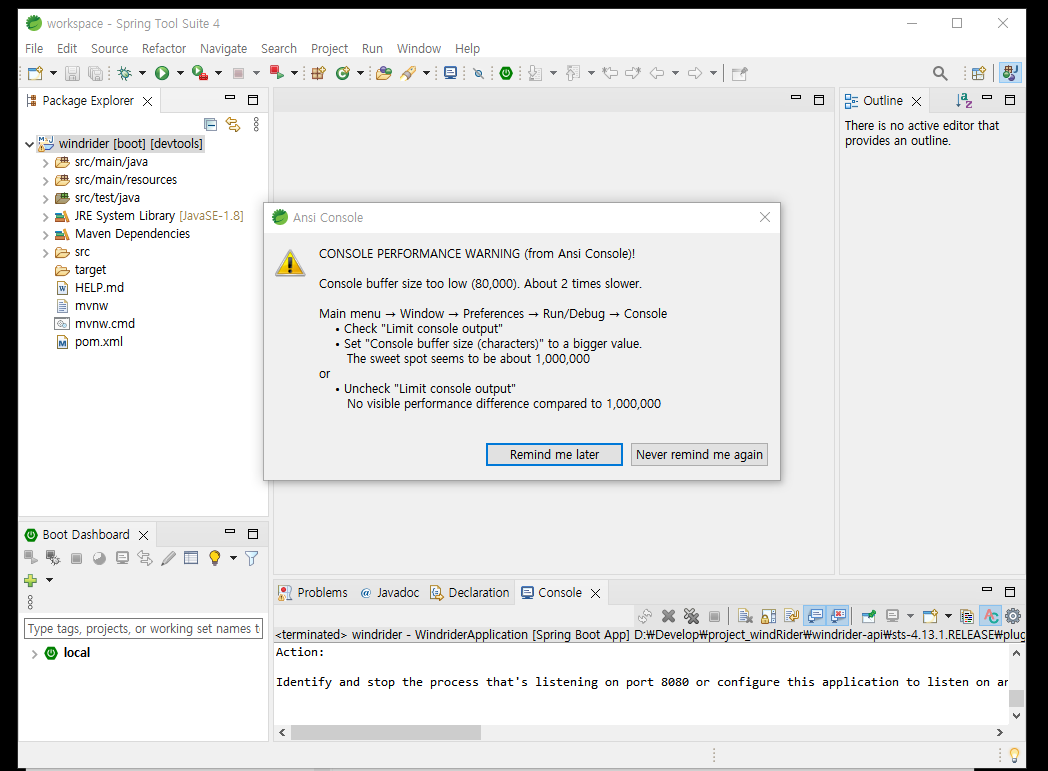 workspace - Spring Tool Suite 4
File Edit Source Refactor Navigate Search Project Run Window Help
Package Explorer
windrider [boot] [devtools]
src/main/java
src/main/resources
src/test/java
JRE System Library [JavaSE-1.8]
Maven Dependencies
src
target
HELP.md
mvnw
mvnw.cmd
pom.xml
Outline
There is no active editor that
provides an outline.
Ansi Console
CONSOLE PERFORMANCE WARNING (from Ansi Console)!
Console buffer size too low (80,000). About 2 times slower.
Main menu → Window → Preferences → Run/Debug → Console
• Check "Limit console output"
• Set "Console buffer size (characters)" to a bigger value.
The sweet spot seems to be about 1,000,000
or
• Uncheck "Limit console output"
No visible performance difference compared to 1,000,000
Remind me later Never remind me again
Boot Dashboard
Type tags, projects, or working set names t
local
Problems @ Javadoc Declaration Console
<terminated> windrider - WindriderApplication [Spring Boot App] D:₩Develop₩project_windRider₩windrider-api₩sts-4.13.1.RELEASE₩plug
Action:
Identify and stop the process that's listening on port 8080 or configure this application to listen on ar